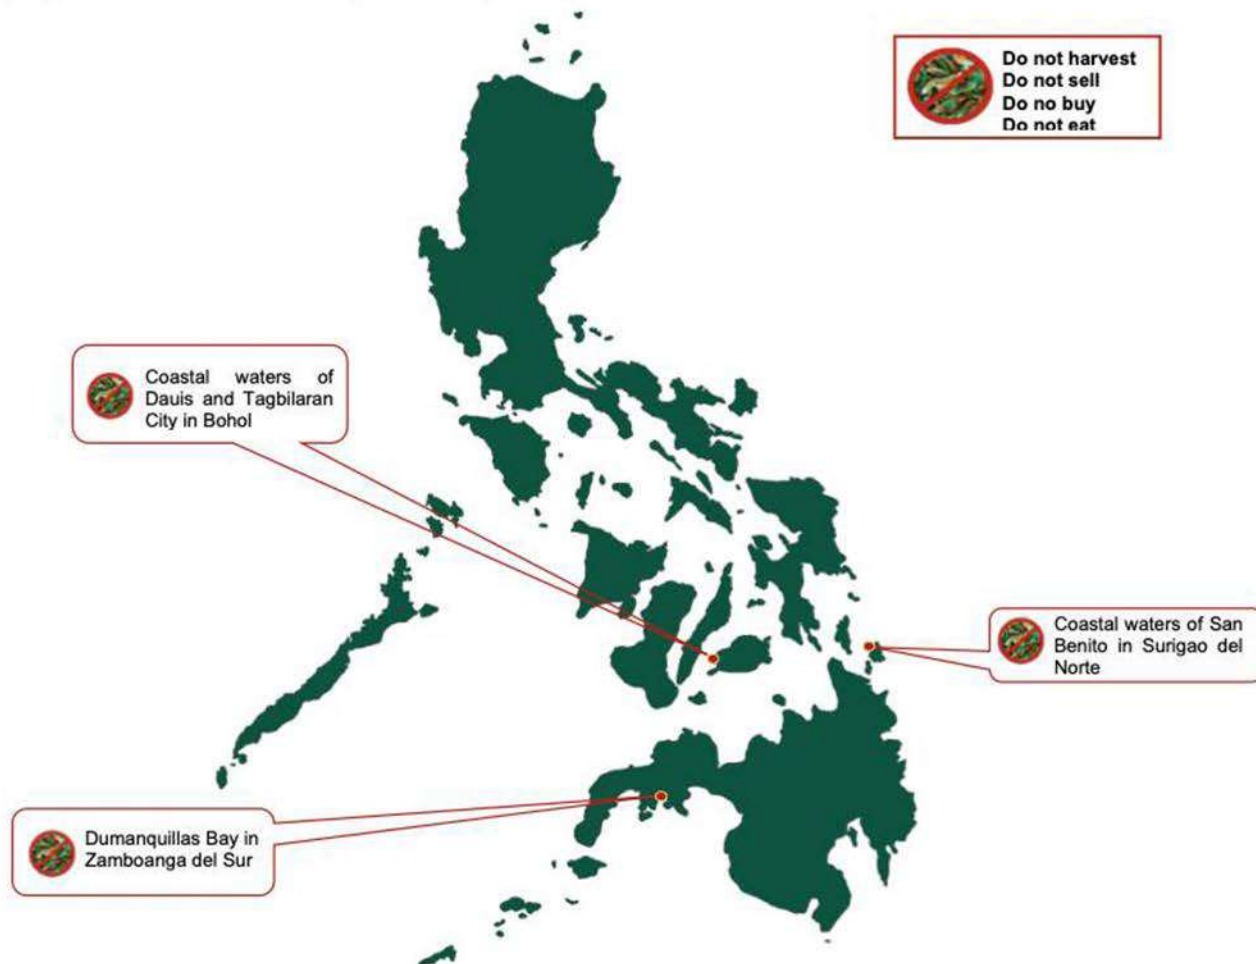 Do not harvest
Do not sell
Do no buy
Do not eat
Coastal waters of
Dauis and Tagbilaran
City in Bohol
Coastal waters of San
Benito in Surigao del
Norte
Dumanquillas Bay in
Zamboanga del Sur